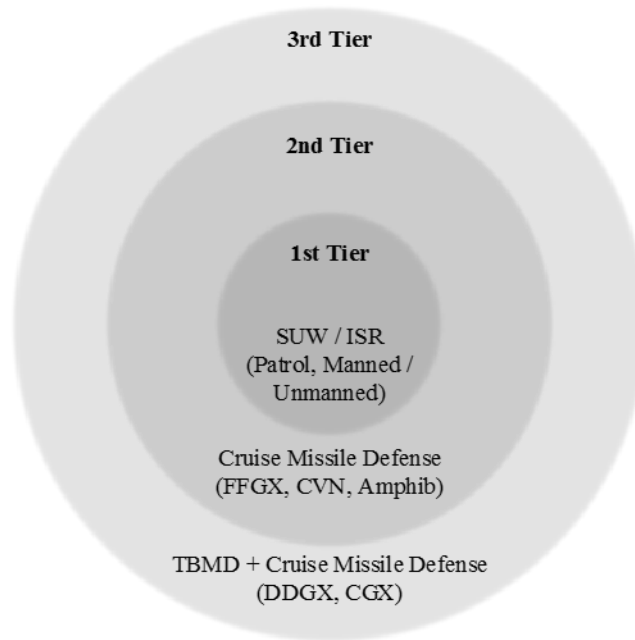 3rd Tier
2nd Tier
1st Tier
SUW / ISR
(Patrol, Manned /
Unmanned)
Cruise Missile Defense
(FFGX, CVN, Amphib)
TBMD + Cruise Missile Defense
(DDGX, CGX)